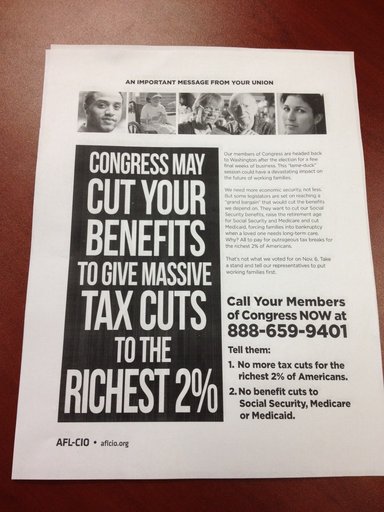 AN IMPORTANT MESSAGE FROM YOUR UNION
CONGRESS MAY
CUT YOUR
BENEFITS
TO GIVE MASSIVE
TAX CUTS
TO THE
RICHEST 2%
Our members of Congress are headed back
to Washington after the election for a few
final weeks of business. This "lame-duck"
session could have a devastating impact on
the future of working families.
We need more economic security, not less.
But some legislators are set on reaching a
"grand bargain" that would cut the benefits
we depend on. They want to cut our Social
Security benefits, raise the retirement age
for Social Security and Medicare and cut
Medicaid, forcing families into bankruptcy
when a loved one needs long-term care.
Why? All to pay for outrageous tax breaks for
the richest 2% of Americans.
That's not what we voted for on Nov. 6. Take
a stand and tell our representatives to put
working families first.
Call Your Members
of Congress NOW at
888-659-9401
Tell them:
1. No more tax cuts for the
richest 2% of Americans.
2. No benefit cuts to
Social Security, Medicare
or Medicaid.
AFL-CIO • aflcio.org